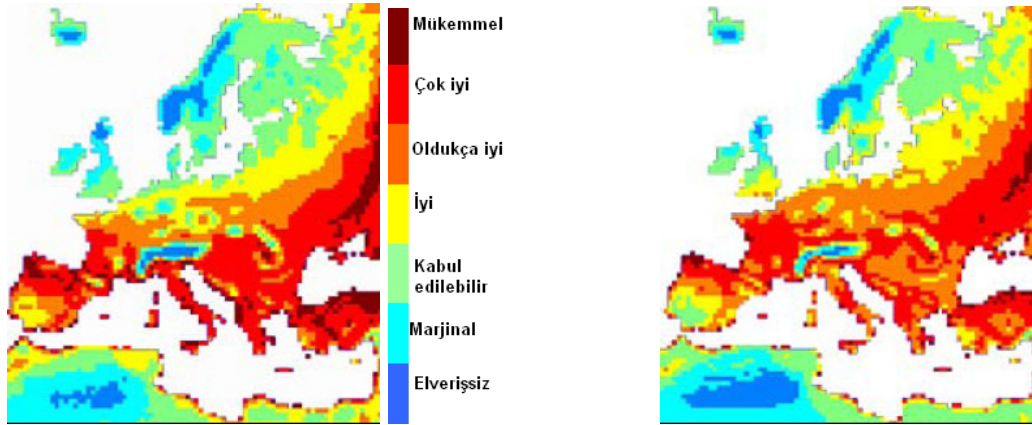 Mükemmel
Çok iyi
Oldukça iyi
İyi
Kabul
edilebilir
Marjinal
Elverişsiz